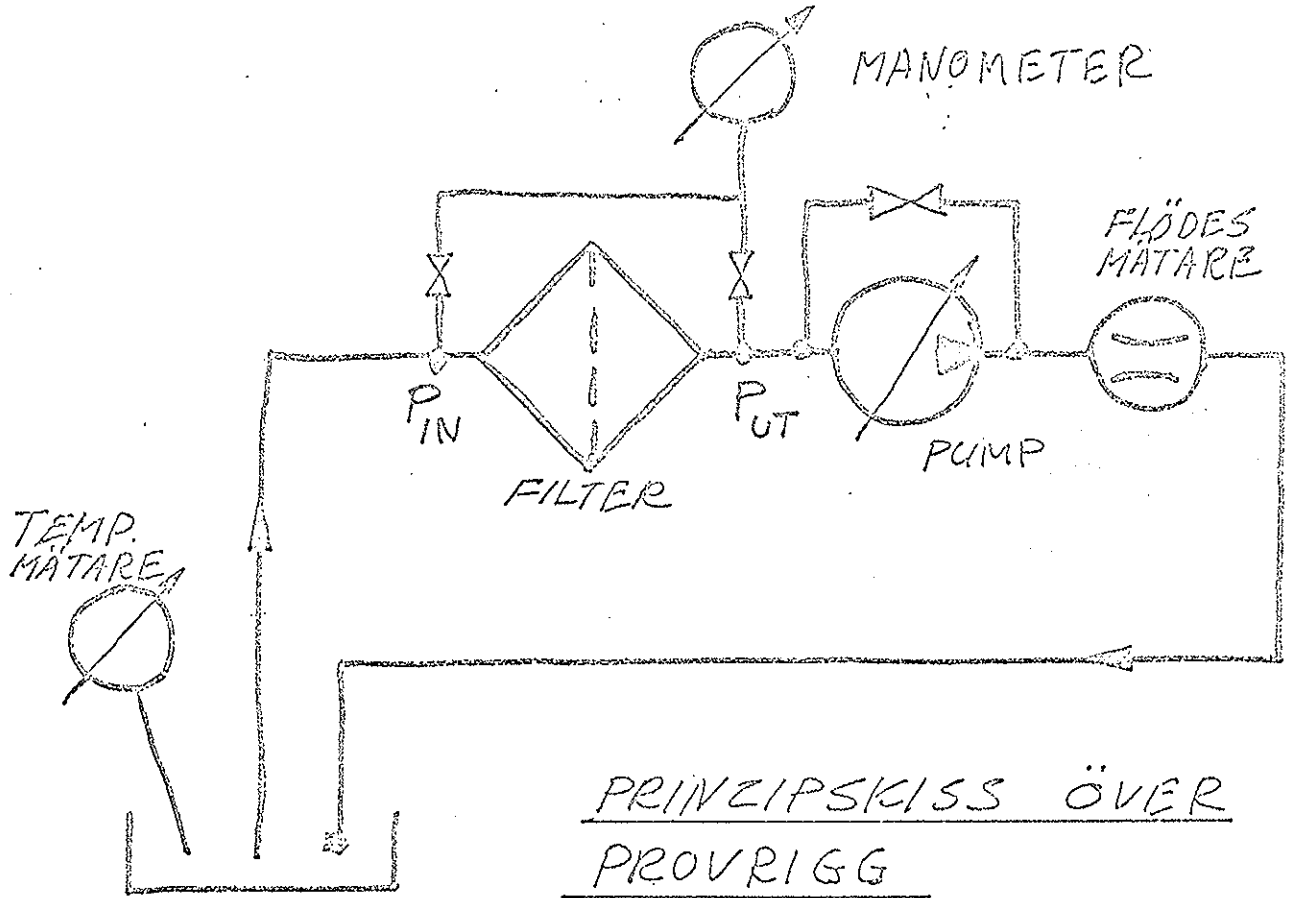 MANOMETER
FLÖDES
MÄTARE
P IN
P UT
PUMP
FILTER
TEMP.
MÄTARE
PRINZIPSKISS ÖVER
PROVRIGG